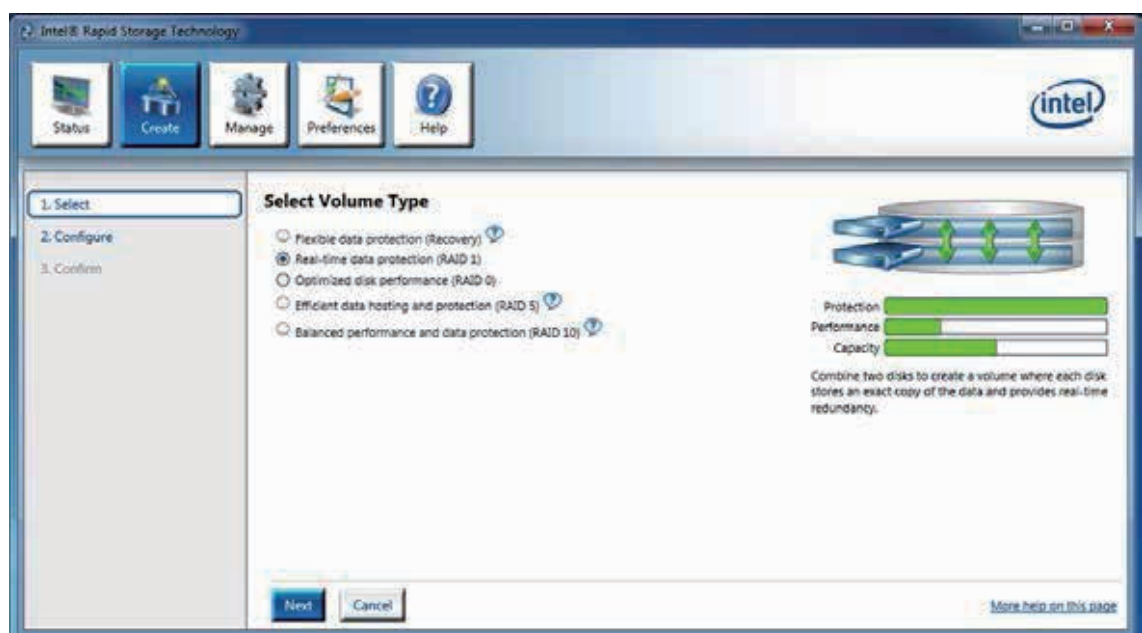 Intel® Rapid Storage Technology
Status
Create
Manage
Preferences
Help
intel
1. Select
2. Configure
3. Confirm
Select Volume Type
Flexible data protection (Recovery) ?
Real-time data protection (RAID 1)
Optimized disk performance (RAID 0)
Efficient data hosting and protection (RAID 5) ?
Balanced performance and data protection (RAID 10) ?
Protection
Performance
Capacity
Combine two disks to create a volume where each disk
stores an exact copy of the data and provides real-time
redundancy.
Next
Cancel
More help on this page